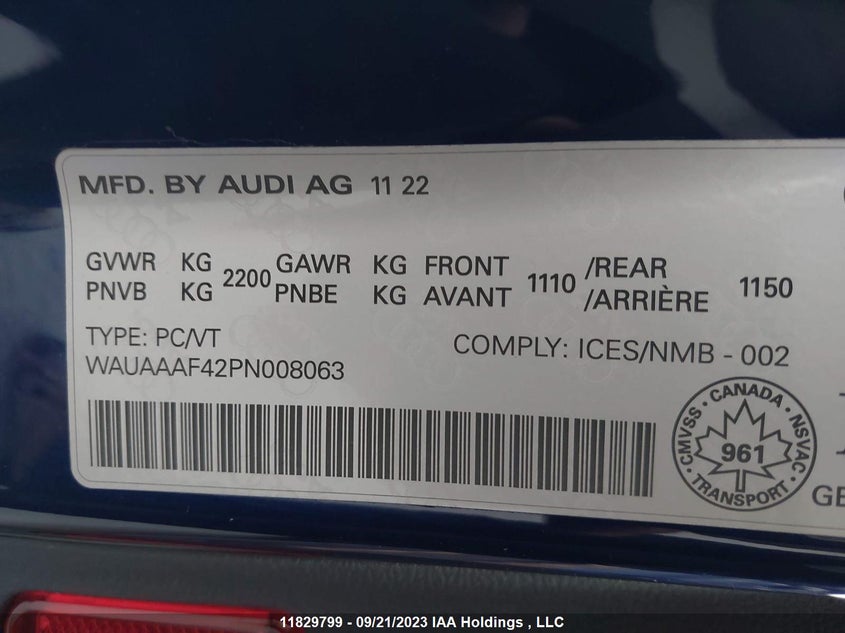 MFD. BY AUDI AG 11 22
GVWR KG 2200 GAWR KG FRONT 1110 /REAR 1150
PNVB KG PNBE KG AVANT /ARRIÈRE
TYPE: PC/VT
COMPLY: ICES/NMB - 002
WAUAAAF42PN008063
CMVSS • CANADA • NSVAC • TRANSPORT •
961
GE
11829799 - 09/21/2023 IAA Holdings , LLC